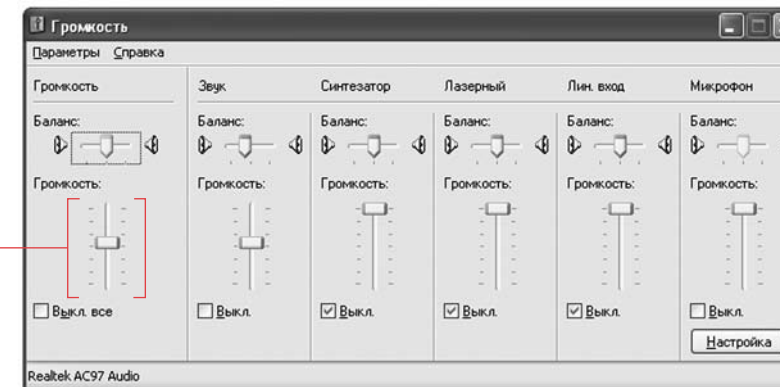 Громкость
Параметры Справка
Громкость Звук Синтезатор Лазерный Лин. вход Микрофон
Баланс: Баланс: Баланс: Баланс: Баланс: Баланс:
Громкость: Громкость: Громкость: Громкость: Громкость: Громкость:
Выкл. все Выкл. Выкл. Выкл. Выкл. Выкл.
Настройка
Realtek AC97 Audio